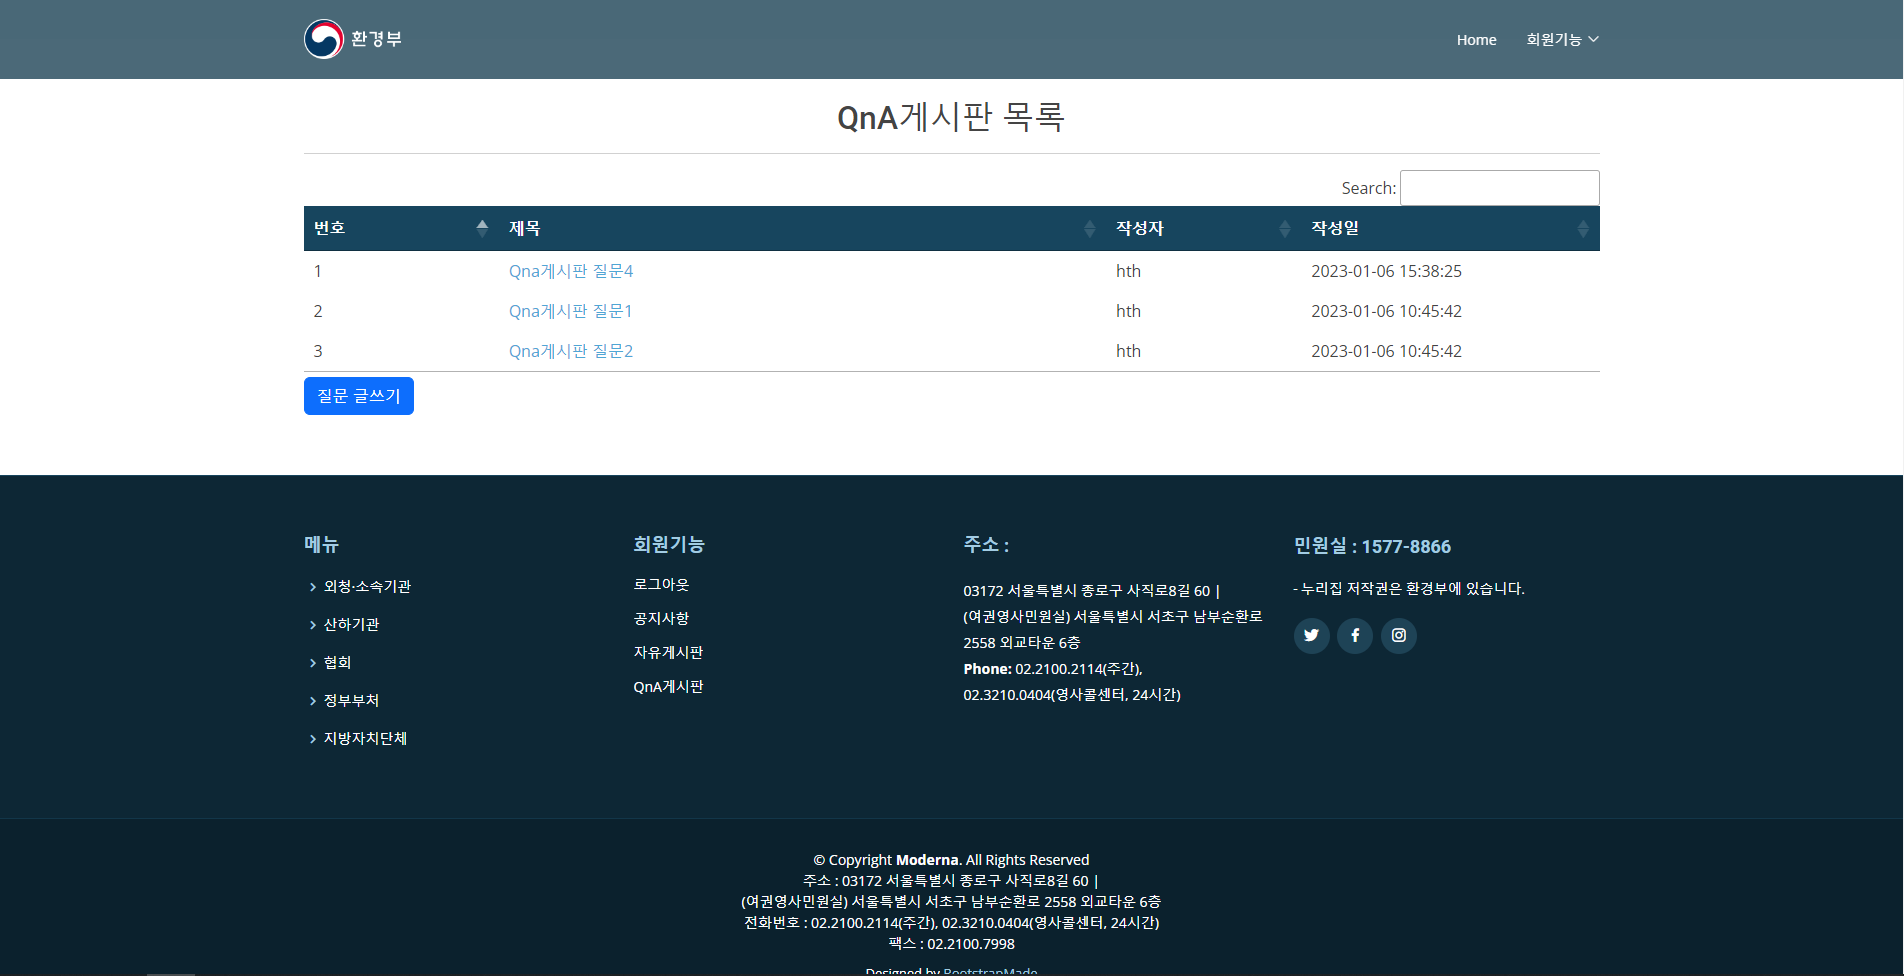 환경부
Home 회원기능
QnA게시판 목록
Search:
번호 제목 작성자 작성일
1 Qna게시판 질문4 hth 2023-01-06 15:38:25
2 Qna게시판 질문1 hth 2023-01-06 10:45:42
3 Qna게시판 질문2 hth 2023-01-06 10:45:42
질문 글쓰기
메뉴
외청·소속기관
산하기관
협회
정부부처
지방자치단체
회원기능
로그아웃
공지사항
자유게시판
QnA게시판
주소 :
03172 서울특별시 종로구 사직로8길 60 |
(여권영사민원실) 서울특별시 서초구 남부순환로
2558 외교타운 6층
Phone: 02.2100.2114(주간),
02.3210.0404(영사콜센터, 24시간)
민원실 : 1577-8866
- 누리집 저작권은 환경부에 있습니다.
© Copyright Moderna. All Rights Reserved
주소 : 03172 서울특별시 종로구 사직로8길 60 |
(여권영사민원실) 서울특별시 서초구 남부순환로 2558 외교타운 6층
전화번호 : 02.2100.2114(주간), 02.3210.0404(영사콜센터, 24시간)
팩스 : 02.2100.7998
Designed by BootstrapMade